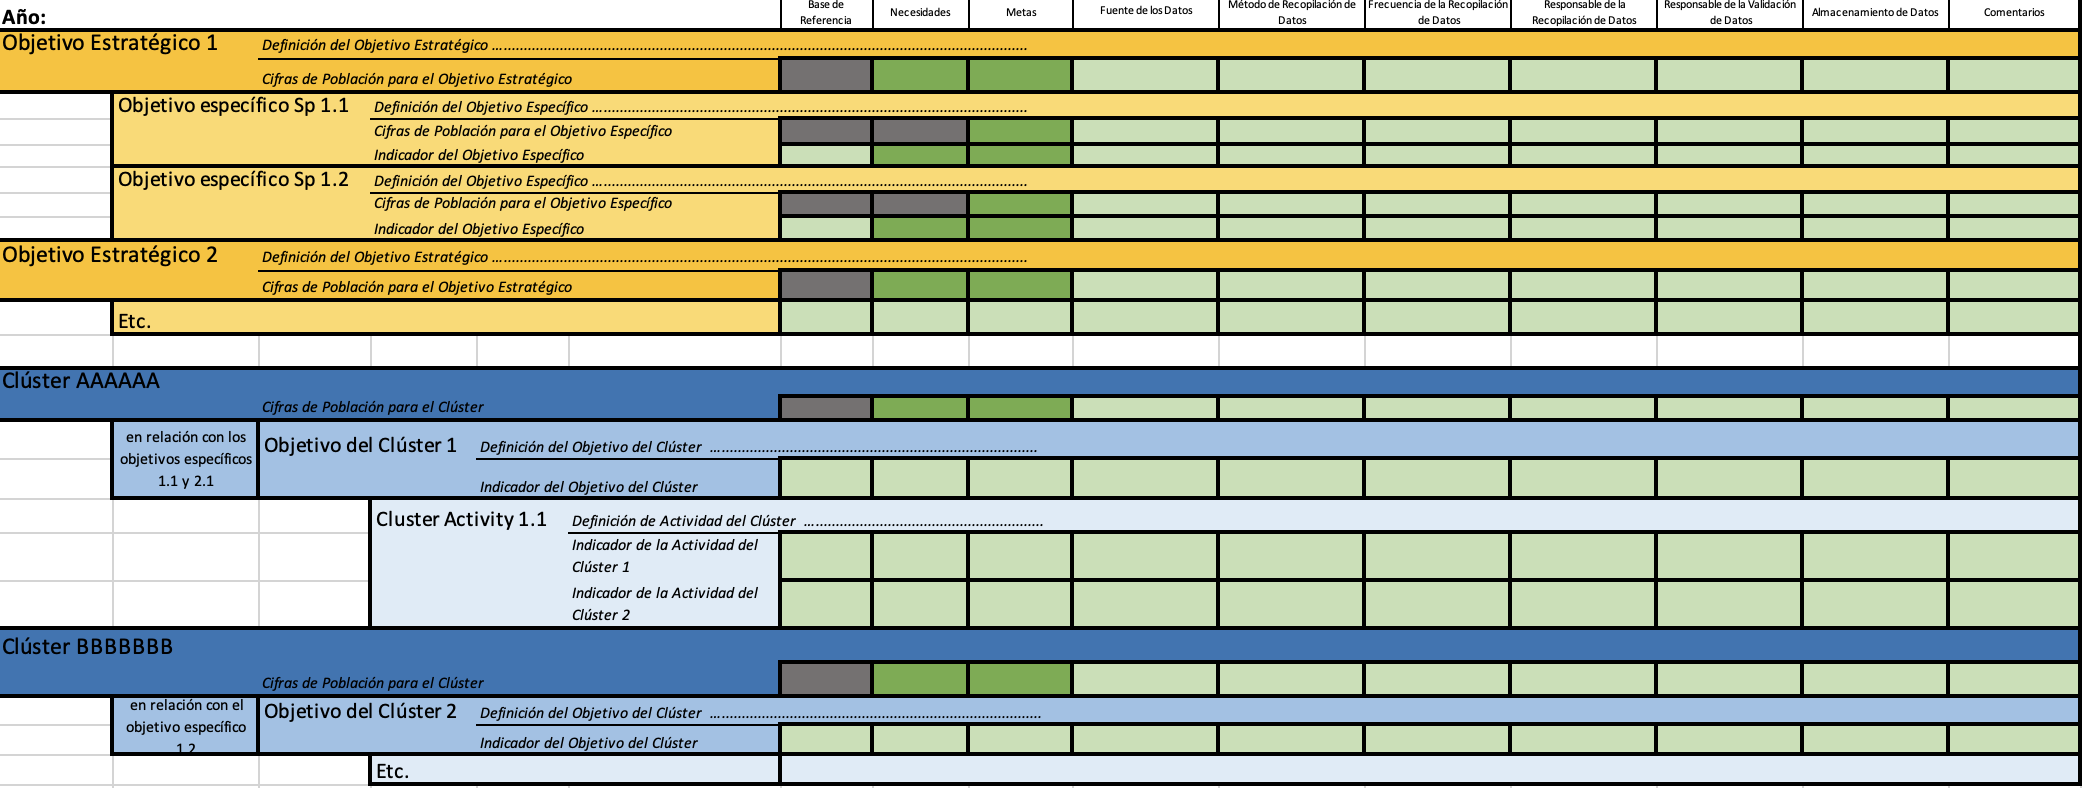 Año:
Base de Referencia
Necesidades
Metas
Fuente de los Datos
Método de Recopilación de Datos
Frecuencia de la Recopilación de Datos
Responsable de la Recopilación de Datos
Responsable de la Validación de Datos
Almacenamiento de Datos
Comentarios
Objetivo Estratégico 1
Definición del Objetivo Estratégico ...............................................................
Cifras de Población para el Objetivo Estratégico
Objetivo específico Sp 1.1
Definición del Objetivo Específico ...............................................................
Cifras de Población para el Objetivo Específico
Indicador del Objetivo Específico
Objetivo específico Sp 1.2
Definición del Objetivo Específico ...............................................................
Cifras de Población para el Objetivo Específico
Indicador del Objetivo Específico
Objetivo Estratégico 2
Definición del Objetivo Estratégico ...............................................................
Cifras de Población para el Objetivo Estratégico
Etc.
Clúster AAAAAA
Cifras de Población para el Clúster
en relación con los
objetivos específicos
1.1 y 2.1
Objetivo del Clúster 1
Definición del Objetivo del Clúster ...............................................................
Indicador del Objetivo del Clúster
Cluster Activity 1.1
Definición de Actividad del Clúster ...............................................................
Indicador de la Actividad del
Clúster 1
Indicador de la Actividad del
Clúster 2
Clúster BBBBBBB
Cifras de Población para el Clúster
en relación con el
objetivo específico
1.2
Objetivo del Clúster 2
Definición del Objetivo del Clúster ...............................................................
Indicador del Objetivo del Clúster
Etc.